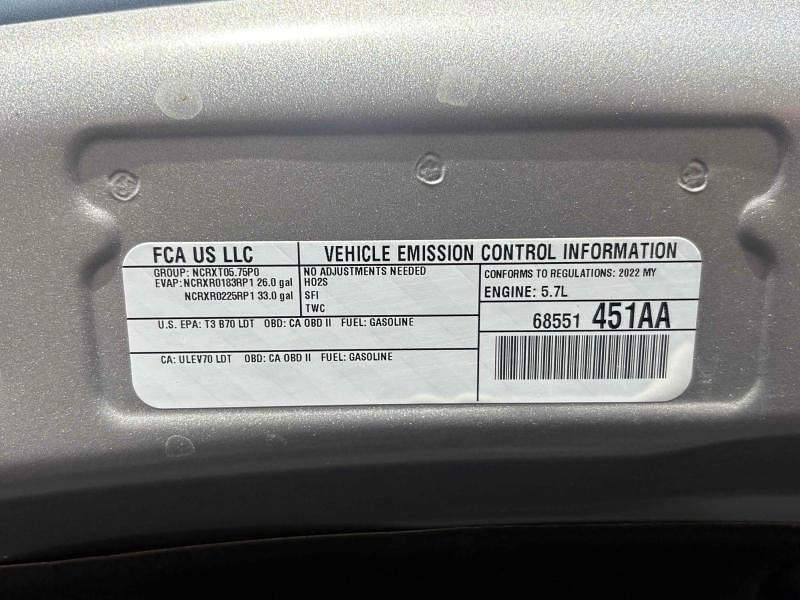 FCA US LLC
VEHICLE EMISSION CONTROL INFORMATION
GROUP: NCRXT05.75P0
EVAP: NCRXR0183RP1 26.0 gal
NCRXR0225RP1 33.0 gal
NO ADJUSTMENTS NEEDED
HO2S
SFI
TWC
CONFORMS TO REGULATIONS: 2022 MY
ENGINE: 5.7L
U.S. EPA: T3 B70 LDT OBD: CA OBD II FUEL: GASOLINE
CA: ULEV70 LDT OBD: CA OBD II FUEL: GASOLINE
68551 451AA